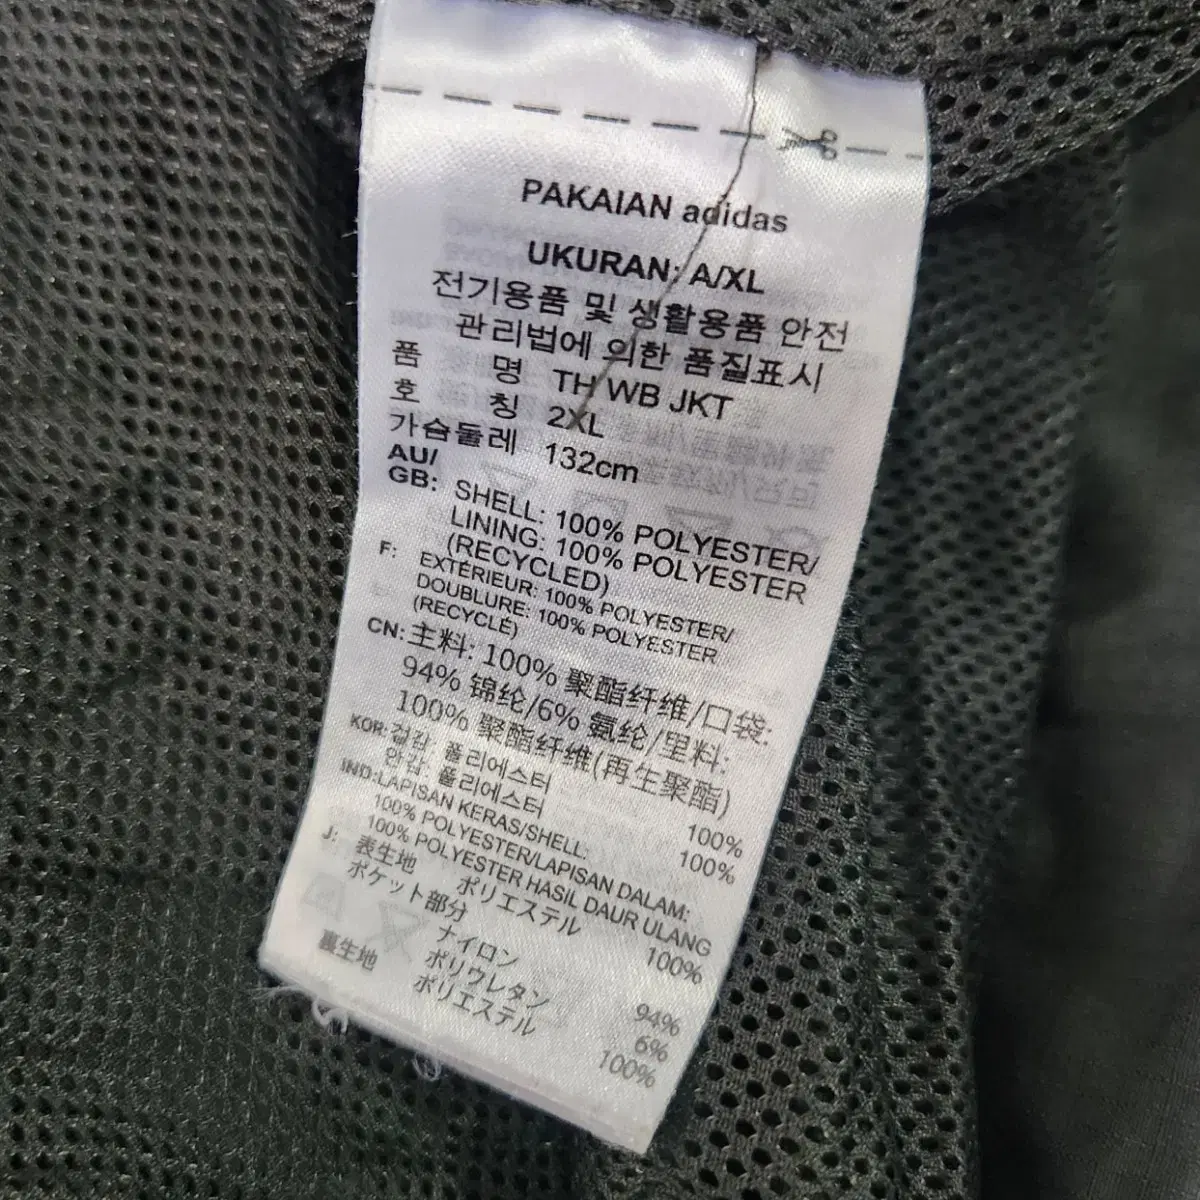 PAKAIAN adidas
UKURAN: A/XL
전기용품 및 생활용품 안전
관리법에 의한 품질표시
품 명 TH WB JKT
호 칭 2XL
가슴둘레 132cm
AU/
GB: SHELL: 100% POLYESTER/
LINING: 100% POLYESTER
(RECYCLED)
F: EXTÉRIEUR: 100% POLYESTER/
DOUBLURE: 100% POLYESTER
(RECYCLÉ)
CN: 主料: 100% 聚酯纤维/口袋:
94% 锦纶/6% 氨纶/里料:
100% 聚酯纤维(再生聚酯)
KOR: 겉감: 폴리에스터 100%
안감: 폴리에스터 100%
IND: LAPISAN KERAS/SHELL:
100% POLYESTER/LAPISAN DALAM:
100% POLYESTER HASIL DAUR ULANG
J: 表生地 ポリエステル 100%
ポケット部分
ナイロン 94%
ポリウレタン 6%
裏生地 ポリエステル 100%